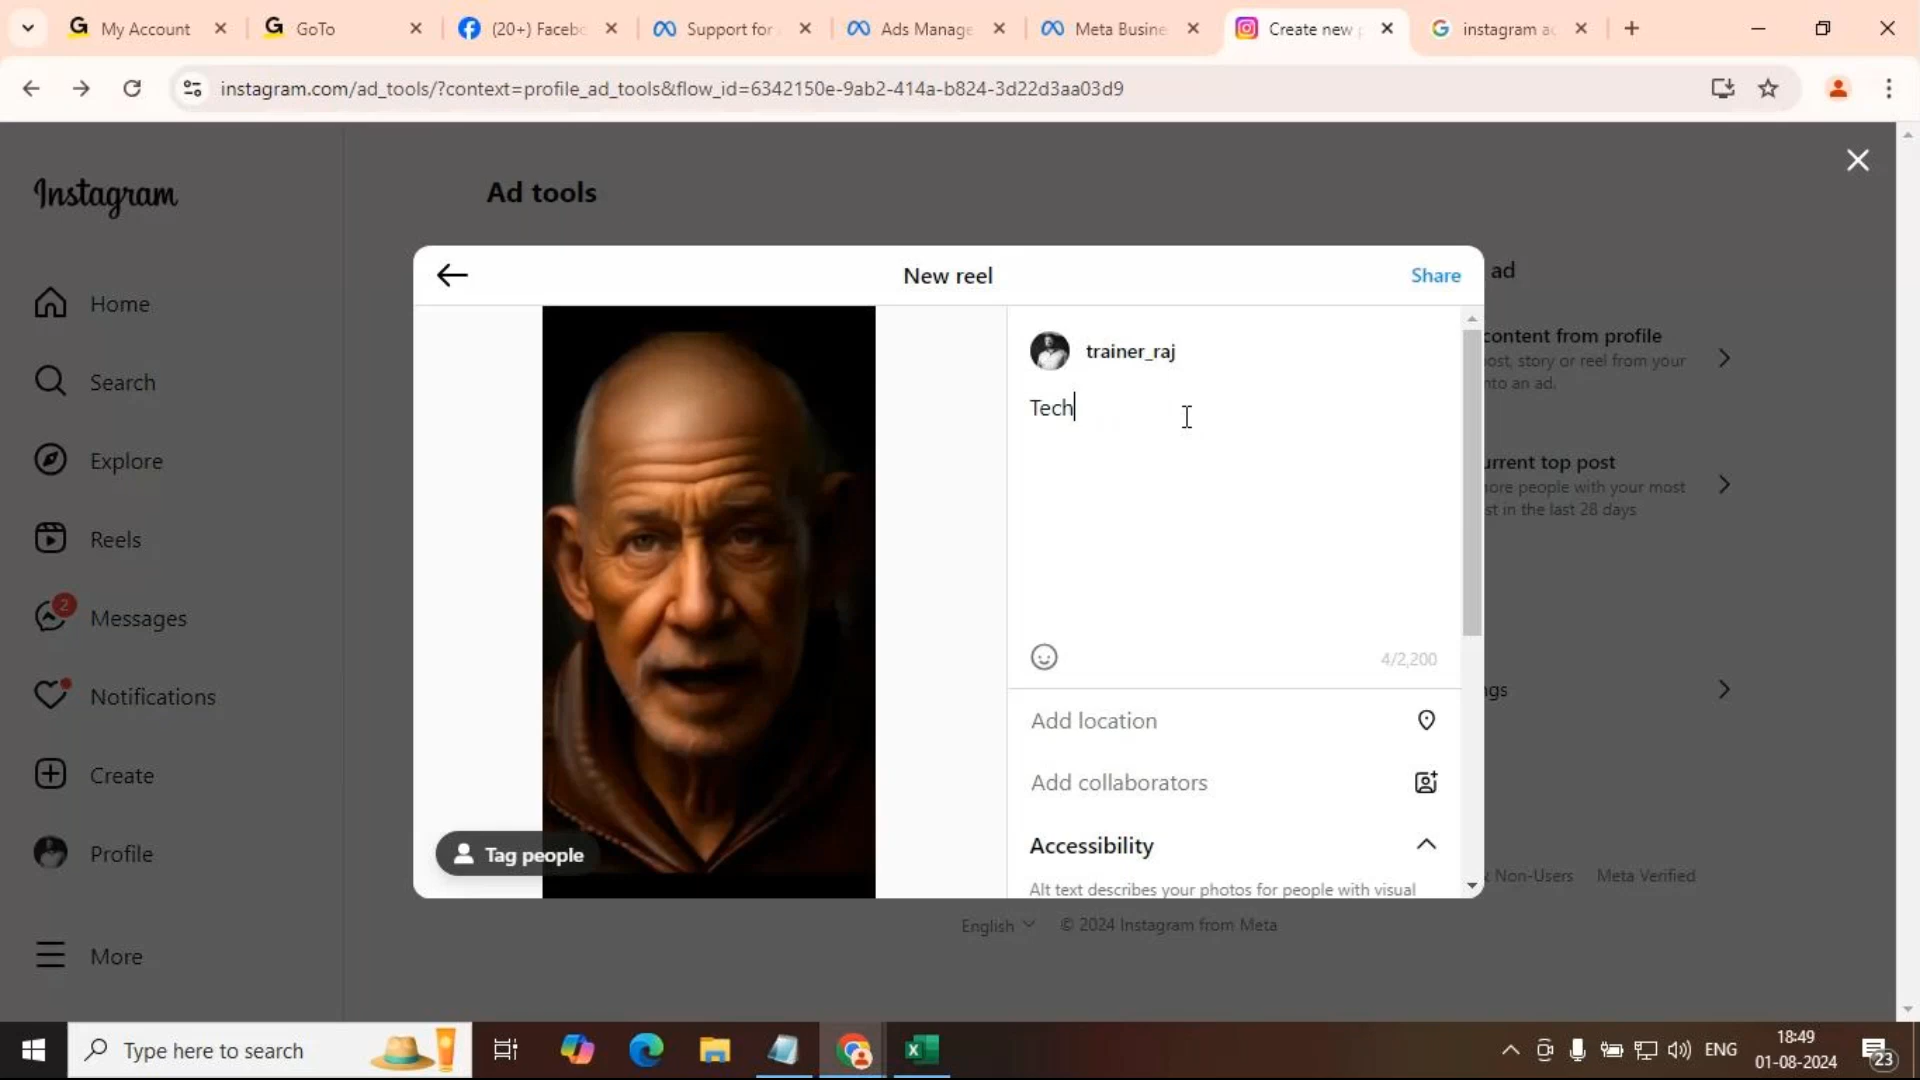 My Account
GoTo
(20+) Facebo
Support for
Ads Manage
Meta Busine
Create new p
instagram ac
instagram.com/ad_tools/?context=profile_ad_tools&flow_id=6342150e-9ab2-414a-b824-3d22d3aa03d9
Instagram
Ad tools
Home
Search
Explore
Reels
2
Messages
Notifications
Create
Profile
More
New reel
Share
trainer_raj
Tech
4/2,200
Add location
Add collaborators
Accessibility
Alt text describes your photos for people with visual
Tag people
ad
content from profile
ost, story or reel from your
nto an ad.
urrent top post
ore people with your most
st in the last 28 days
ngs
& Non-Users
Meta Verified
English
© 2024 Instagram from Meta
Type here to search
ENG
18:49
01-08-2024
23